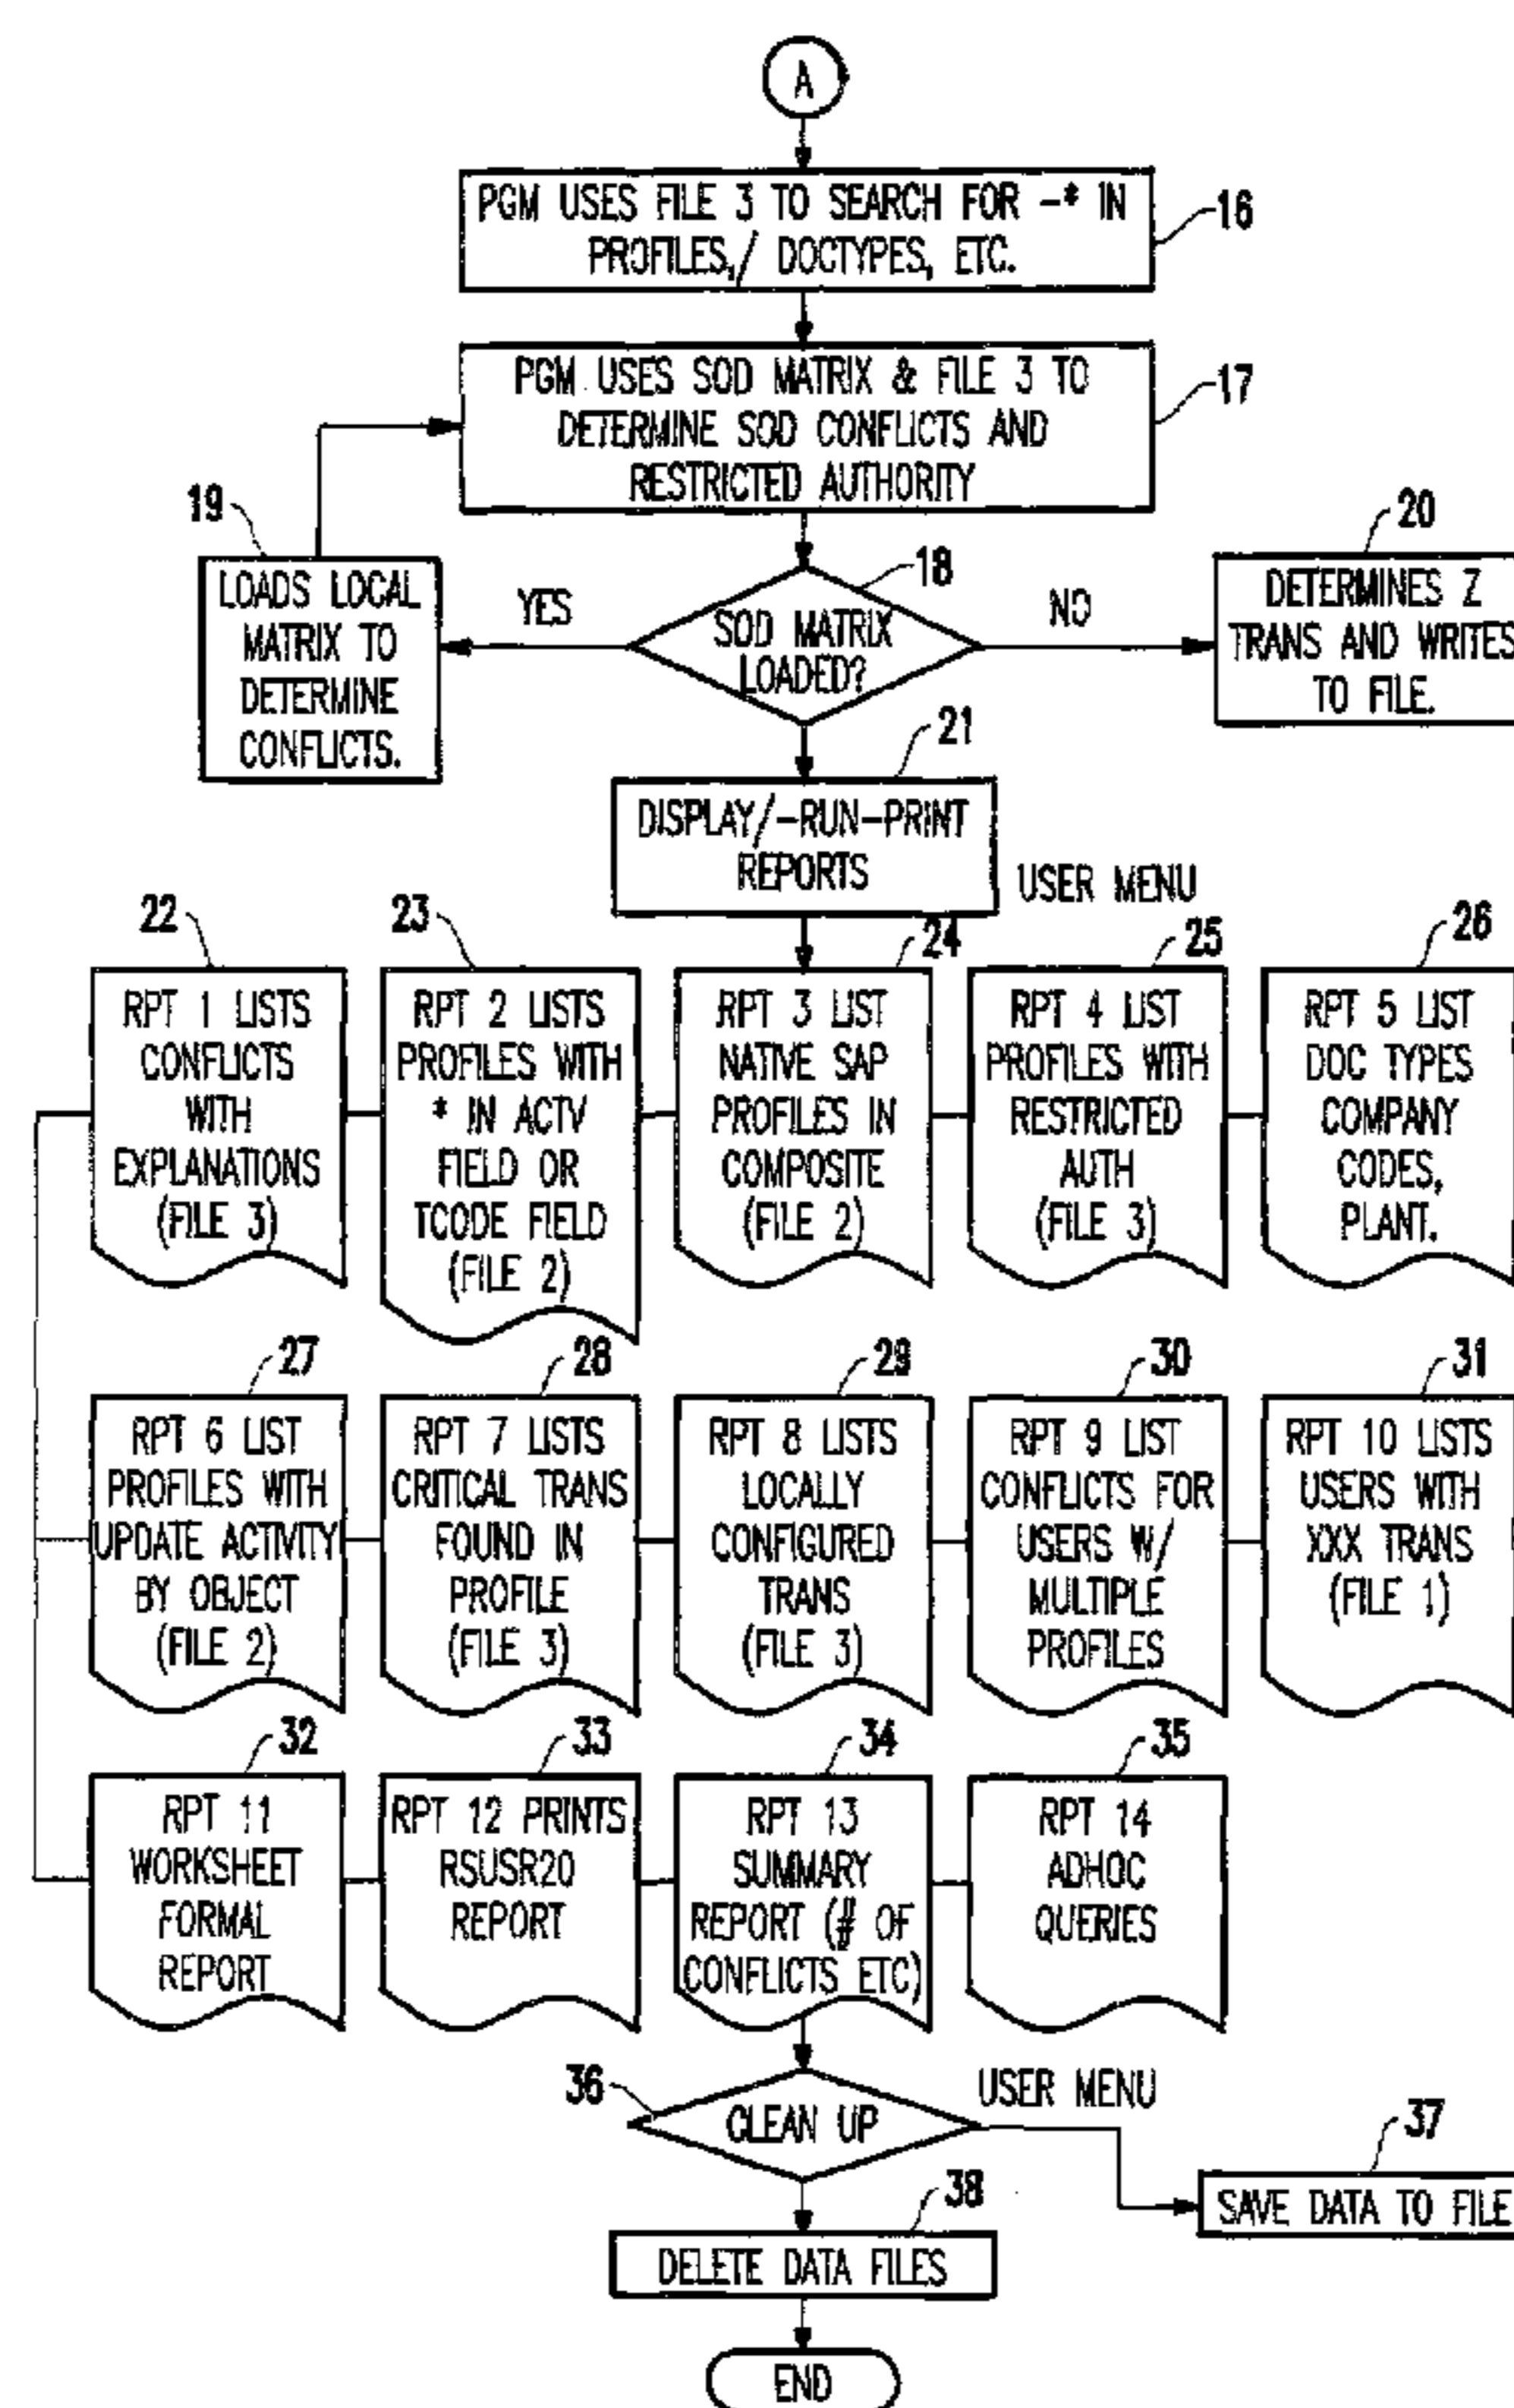 A
PGM USES FILE 3 TO SEARCH FOR -* IN
PROFILES,/ DOCTYPES, ETC.
16
PGM USES SOD MATRIX & FILE 3 TO
DETERMINE SOD CONFLICTS AND
RESTRICTED AUTHORITY
17
19
LOADS LOCAL
MATRIX TO
DETERMINE
CONFLICTS.
YES
18
SOD MATRIX
LOADED?
NO
20
DETERMINES Z
TRANS AND WRITES
TO FILE.
21
DISPLAY/-RUN-PRINT
REPORTS
USER MENU
22
RPT 1 LISTS
CONFLICTS
WITH
EXPLANATIONS
(FILE 3)
23
RPT 2 LISTS
PROFILES WITH
* IN ACTV
FIELD OR
TCODE FIELD
(FILE 2)
24
RPT 3 LIST
NATIVE SAP
PROFILES IN
COMPOSITE
(FILE 2)
25
RPT 4 LIST
PROFILES WITH
RESTRICTED
AUTH
(FILE 3)
26
RPT 5 LIST
DOC TYPES
COMPANY
CODES,
PLANT.
27
RPT 6 LIST
PROFILES WITH
UPDATE ACTIVITY
BY OBJECT
(FILE 2)
28
RPT 7 LISTS
CRITICAL TRANS
FOUND IN
PROFILE
(FILE 3)
29
RPT 8 LISTS
LOCALLY
CONFIGURED
TRANS
(FILE 3)
30
RPT 9 LIST
CONFLICTS FOR
USERS W/
MULTIPLE
PROFILES
31
RPT 10 LISTS
USERS WITH
XXX TRANS
(FILE 1)
32
RPT 11
WORKSHEET
FORMAL
REPORT
33
RPT 12 PRINTS
RSUSR20
REPORT
34
RPT 13
SUMMARY
REPORT (# OF
CONFLICTS ETC)
35
RPT 14
ADHOC
QUERIES
36
CLEAN UP
USER MENU
37
SAVE DATA TO FILE
38
DELETE DATA FILES
END